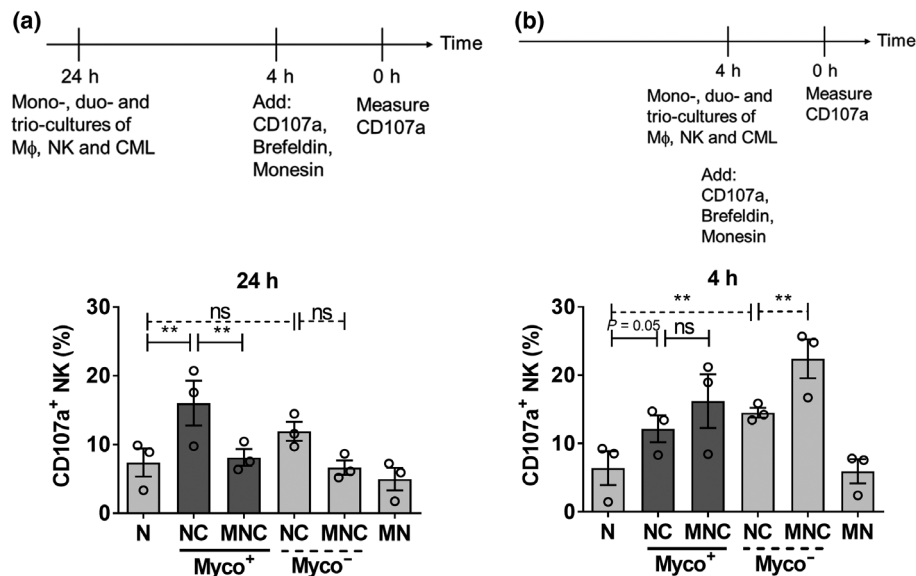 (a)
Time
24 h
4 h
0 h
Mono-, duo- and
trio-cultures of
Mϕ, NK and CML
Add:
CD107a,
Brefeldin,
Monesin
Measure
CD107a
24 h
CD107a+ NK (%)
30
20
10
0
ns
ns
**
**
N
NC
MNC
NC
MNC
MN
Myco+
Myco−
(b)
Time
4 h
0 h
Mono-, duo- and
trio-cultures of
Mϕ, NK and CML
Measure
CD107a
Add:
CD107a,
Brefeldin,
Monesin
4 h
CD107a+ NK (%)
30
20
10
0
**
**
P = 0.05
ns
N
NC
MNC
NC
MNC
MN
Myco+
Myco−